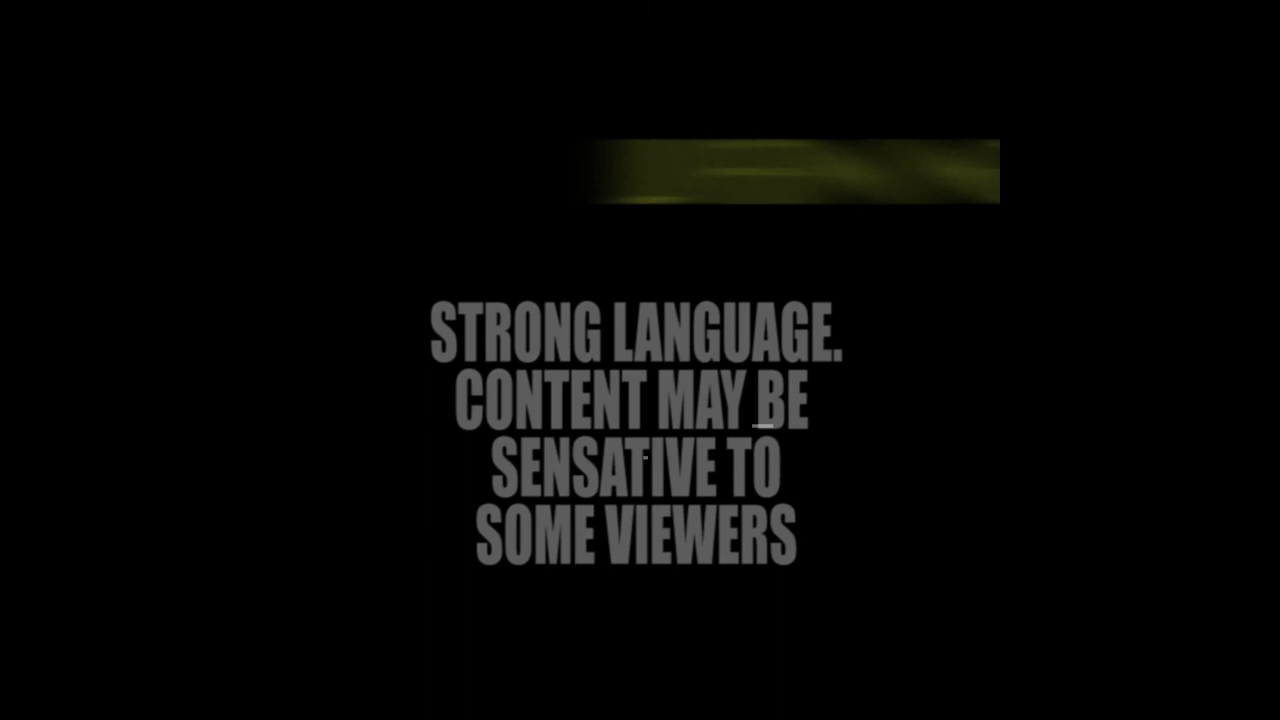 STRONG LANGUAGE.
CONTENT MAY BE
SENSATIVE TO
SOME VIEWERS